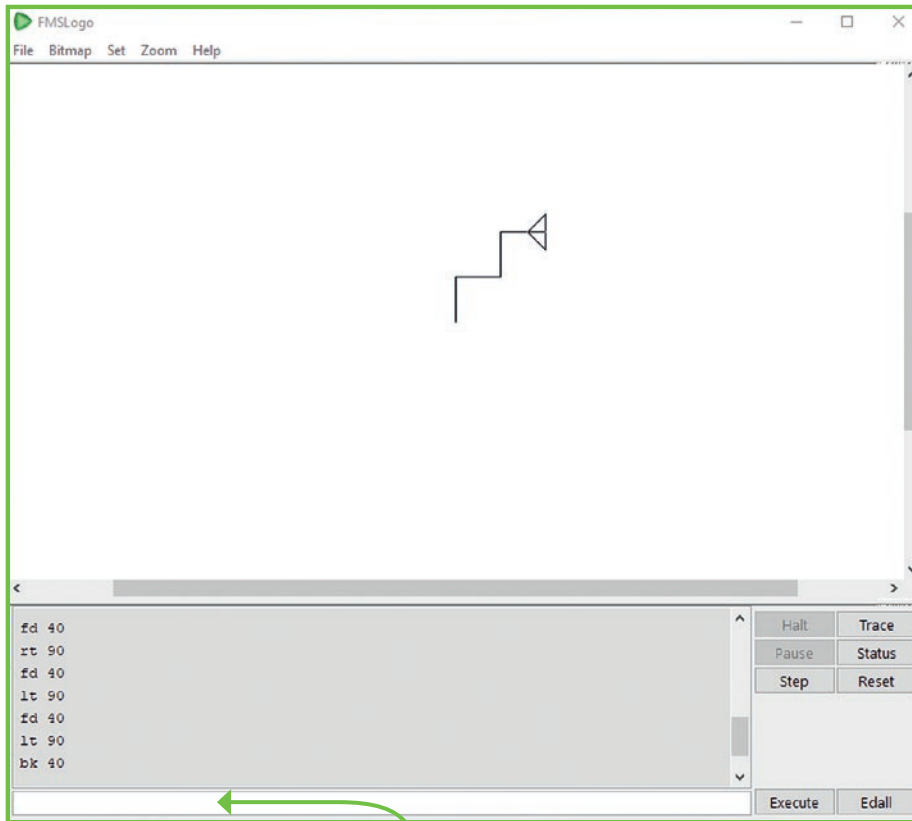 FMSLogo
File Bitmap Set Zoom Help
fd 40
rt 90
fd 40
lt 90
fd 40
lt 90
bk 40
Halt Trace
Pause Status
Step Reset
Execute Edall